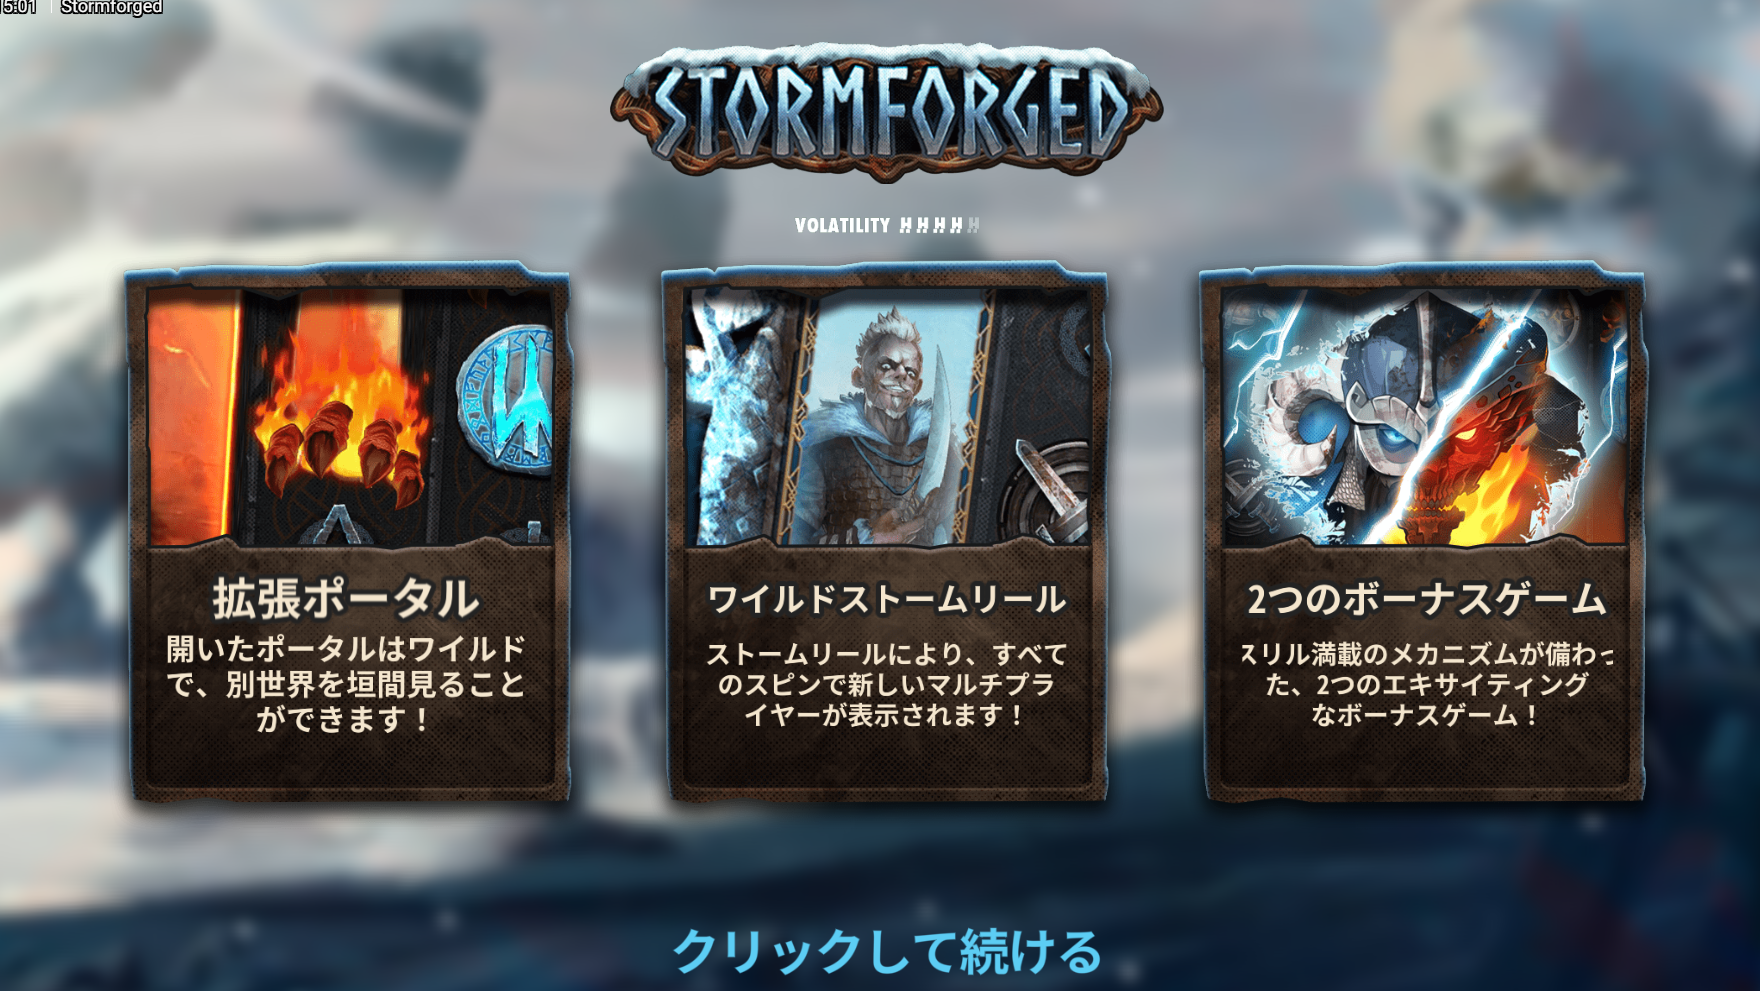 5:01 Stormforged
STORMFORGED
VOLATILITY
拡張ポータル
開いたポータルはワイルド
で、別世界を垣間見ること
ができます！
ワイルドストームリール
ストームリールにより、すべて
のスピンで新しいマルチプラ
イヤーが表示されます！
2つのボーナスゲーム
スリル満載のメカニズムが備わっ
た、2つのエキサイティング
なボーナスゲーム！
クリックして続ける